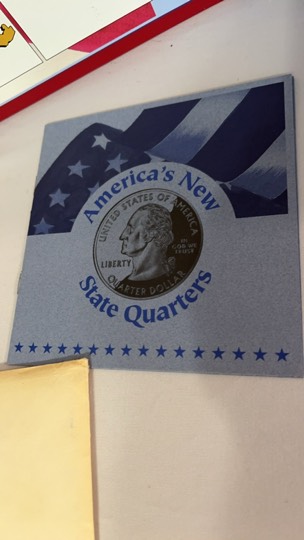 America's New
UNITED STATES OF AMERICA
LIBERTY
IN
GOD WE
TRUST
QUARTER DOLLAR
State Quarters